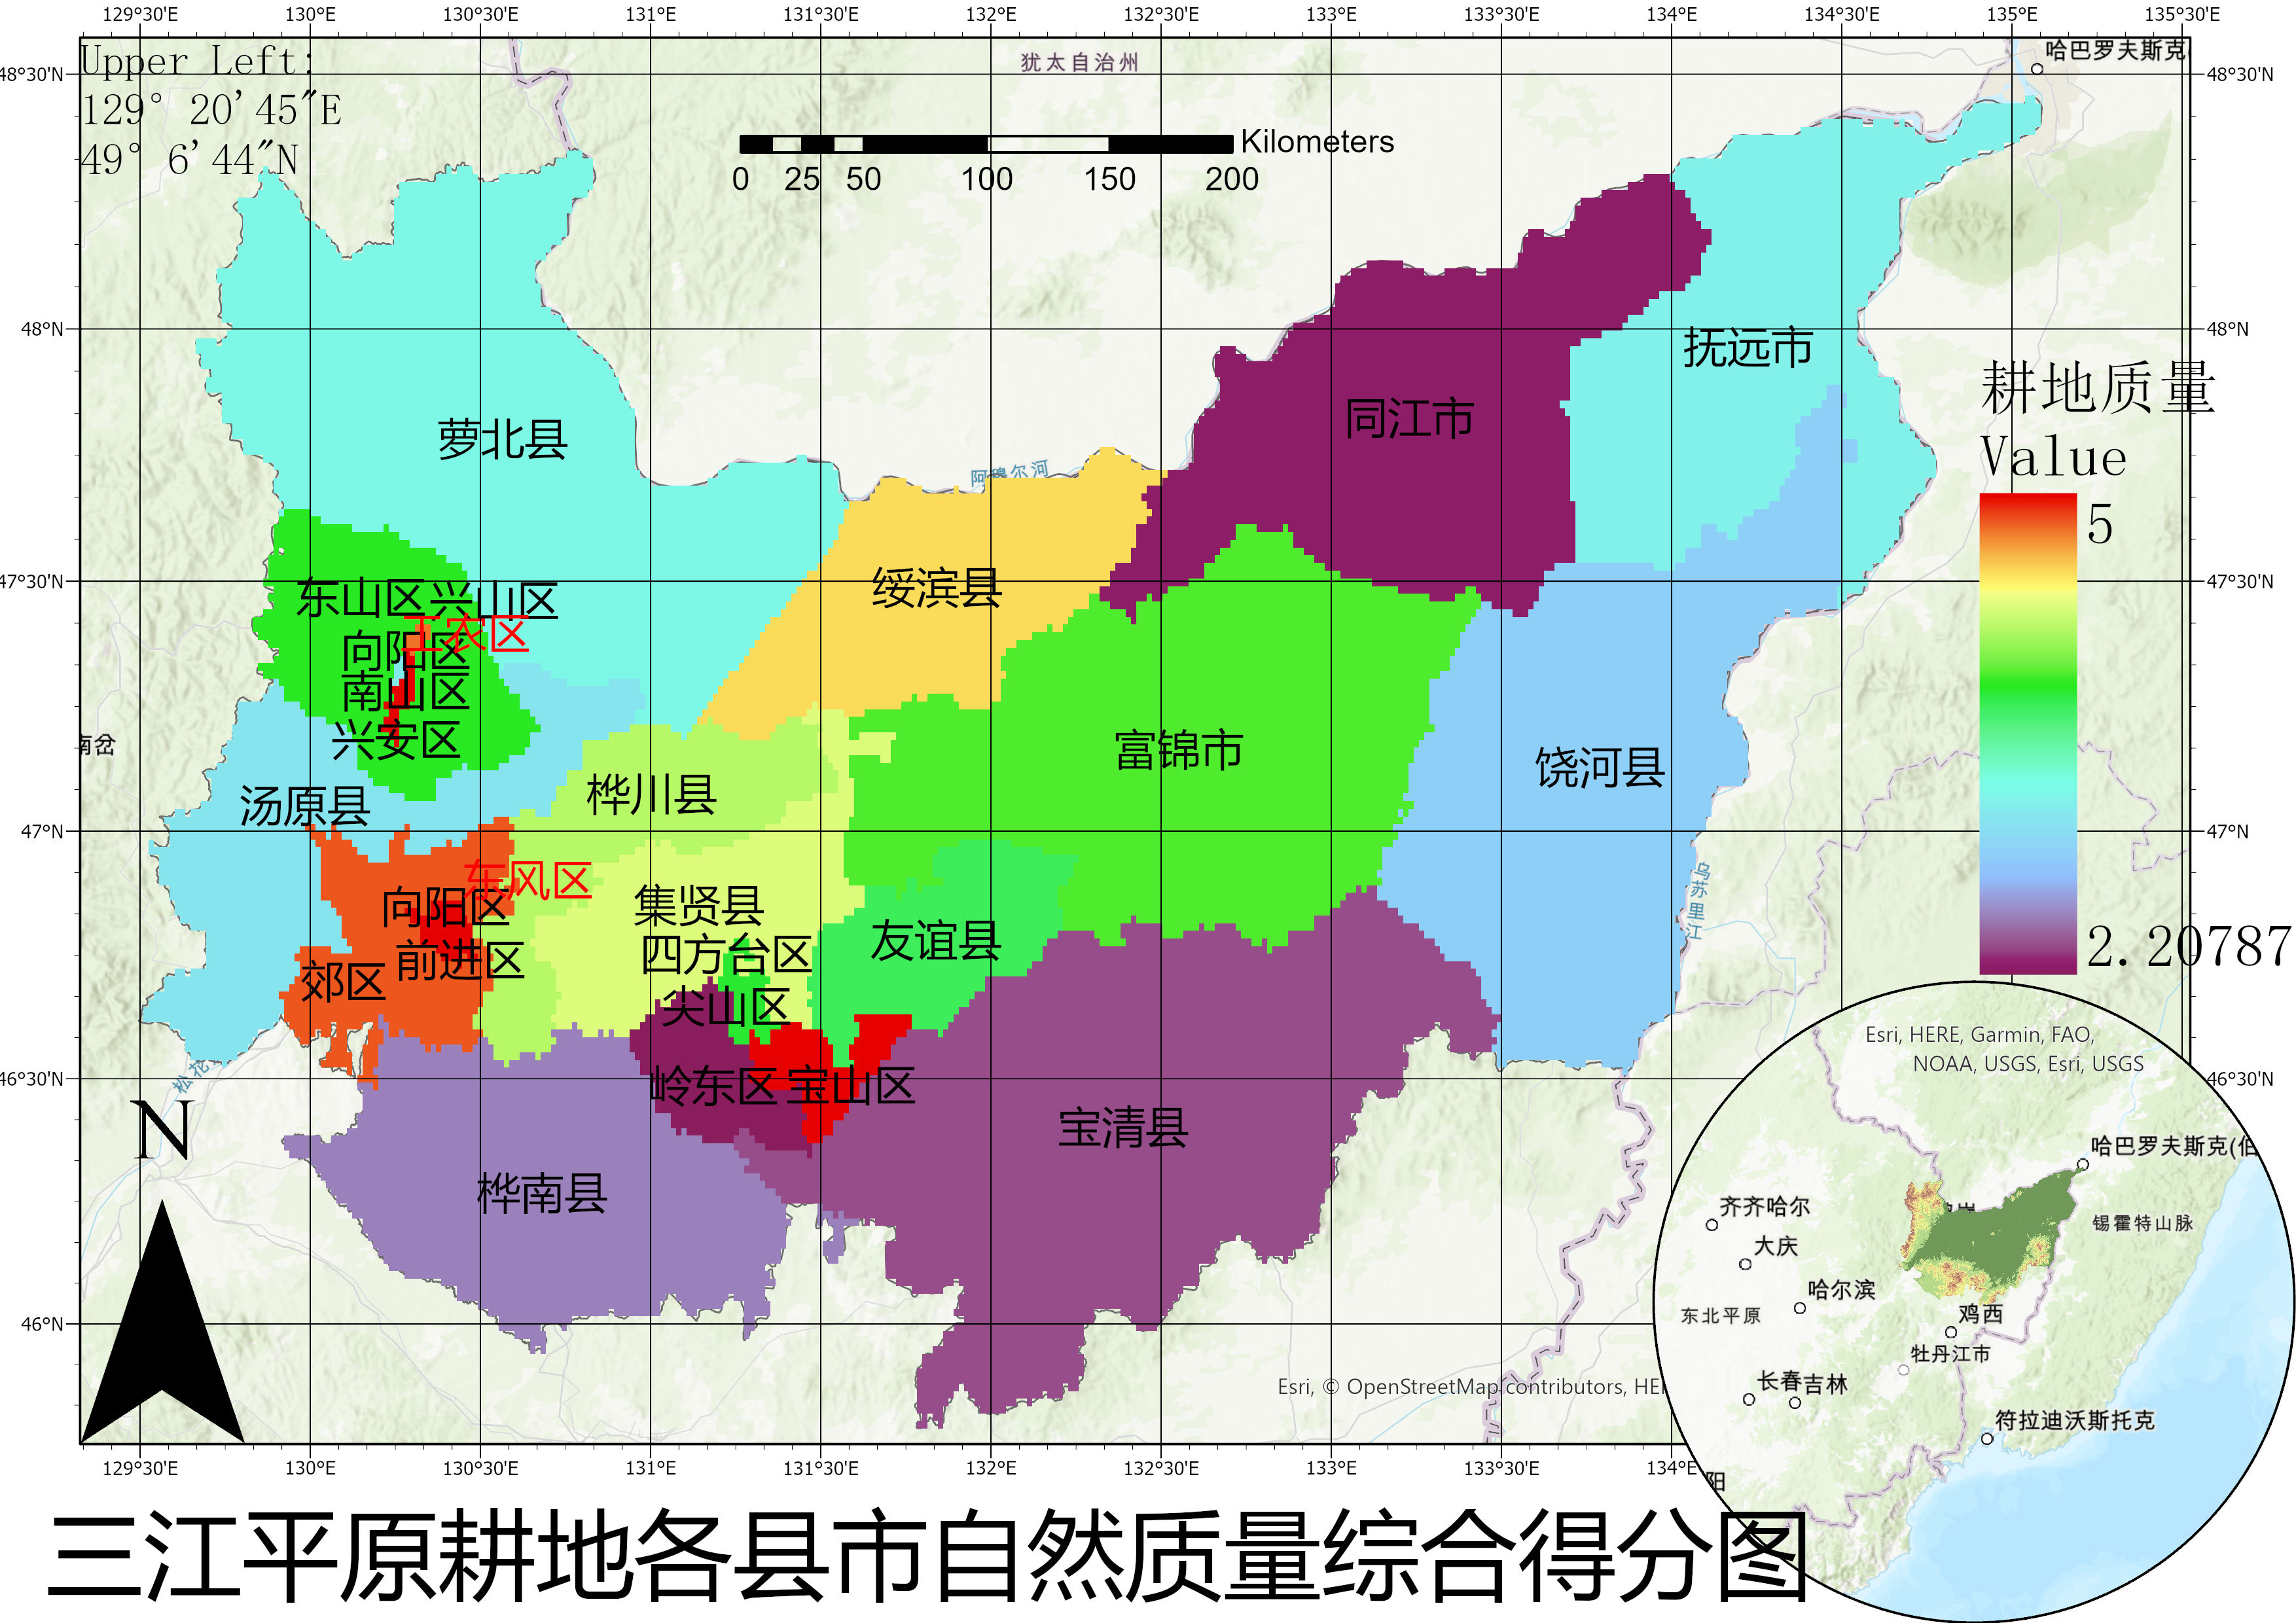 129°30'E 130°E 130°30'E 131°E 131°30'E 132°E 132°30'E 133°E 133°30'E 134°E 134°30'E 135°E 135°30'E
Upper Left:
129° 20'45"E
49° 6'44"N
犹太自治州
哈巴罗夫斯克
48°30'N
48°30'N
Kilometers
0 25 50 100 150 200
48°N
48°N
抚远市
耕地质量
Value
5
2.20787
同江市
萝北县
阿穆尔河
47°30'N
47°30'N
绥滨县
东山区
兴山区
工农区
向阳区
南山区
兴安区
南岔
富锦市
饶河县
桦川县
汤原县
47°N
47°N
东风区
向阳区
前进区
郊区
集贤县
四方台区
友谊县
尖山区
乌苏里江
松花
46°30'N
46°30'N
岭东区
宝山区
宝清县
桦南县
N
46°N
Esri, © OpenStreetMap contributors, HE
Esri, HERE, Garmin, FAO,
NOAA, USGS, Esri, USGS
哈巴罗夫斯克(伯
齐齐哈尔
锡霍特山脉
大庆
哈尔滨
东北平原
鸡西
牡丹江市
长春
吉林
符拉迪沃斯托克
阳
129°30'E 130°E 130°30'E 131°E 131°30'E 132°E 132°30'E 133°E 133°30'E 134°E
三江平原耕地各县市自然质量综合得分图